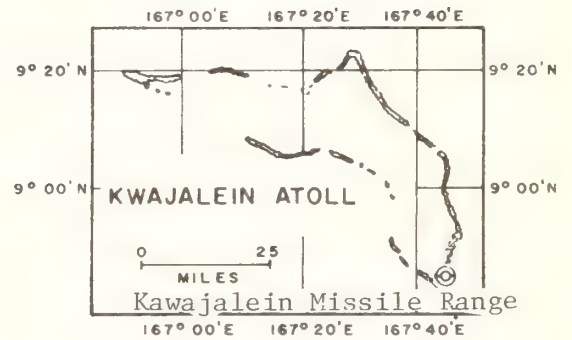 167° 00'E 167° 20'E 167° 40'E
9° 20'N 9° 20'N
9° 00'N 9° 00'N
KWAJALEIN ATOLL
0 25
MILES
Kawajalein Missile Range
167° 00'E 167° 20'E 167° 40'E